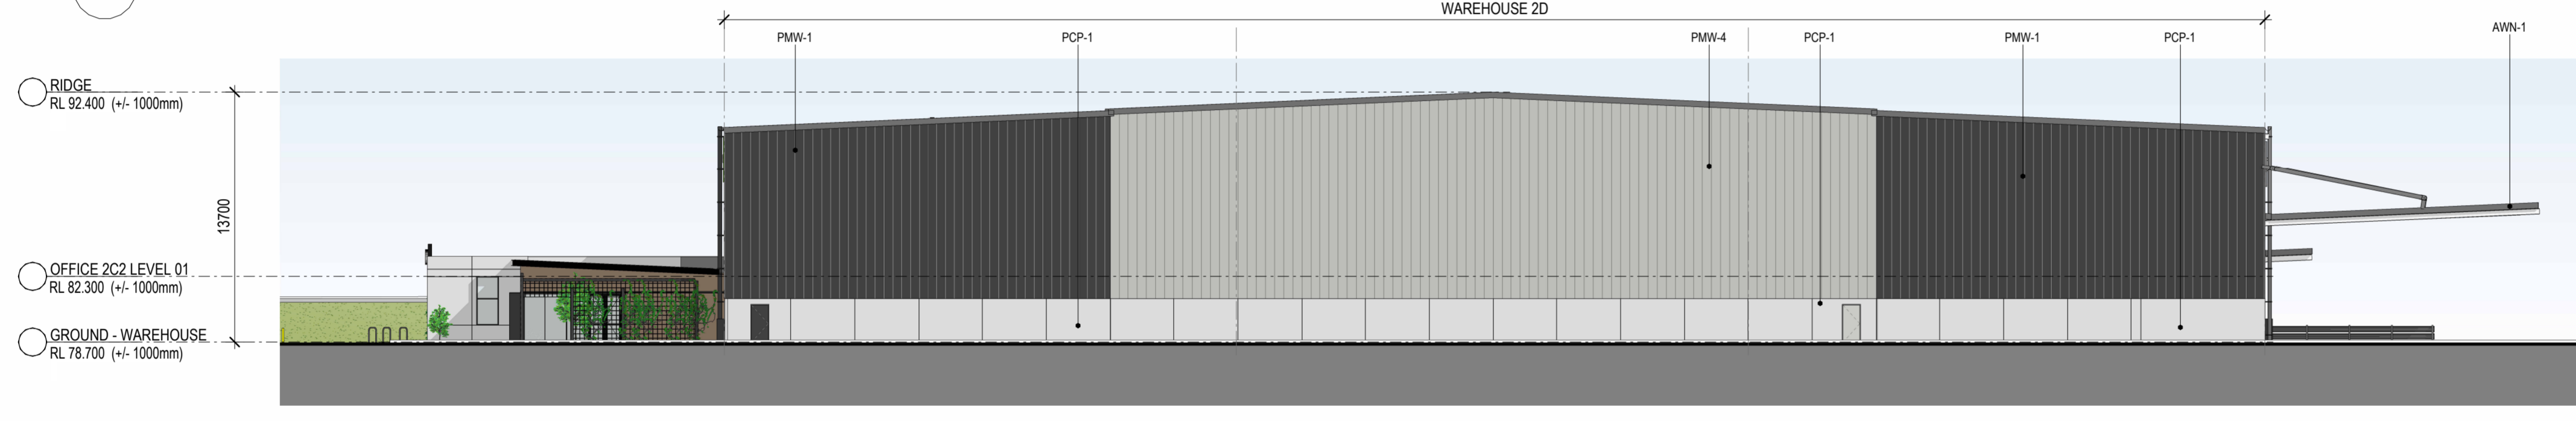 WAREHOUSE 2D
PMW-1
PCP-1
PMW-4
PCP-1
PMW-1
PCP-1
AWN-1
RIDGE
RL 92.400 (+/- 1000mm)
13700
OFFICE 2C2 LEVEL 01
RL 82.300 (+/- 1000mm)
GROUND - WAREHOUSE
RL 78.700 (+/- 1000mm)